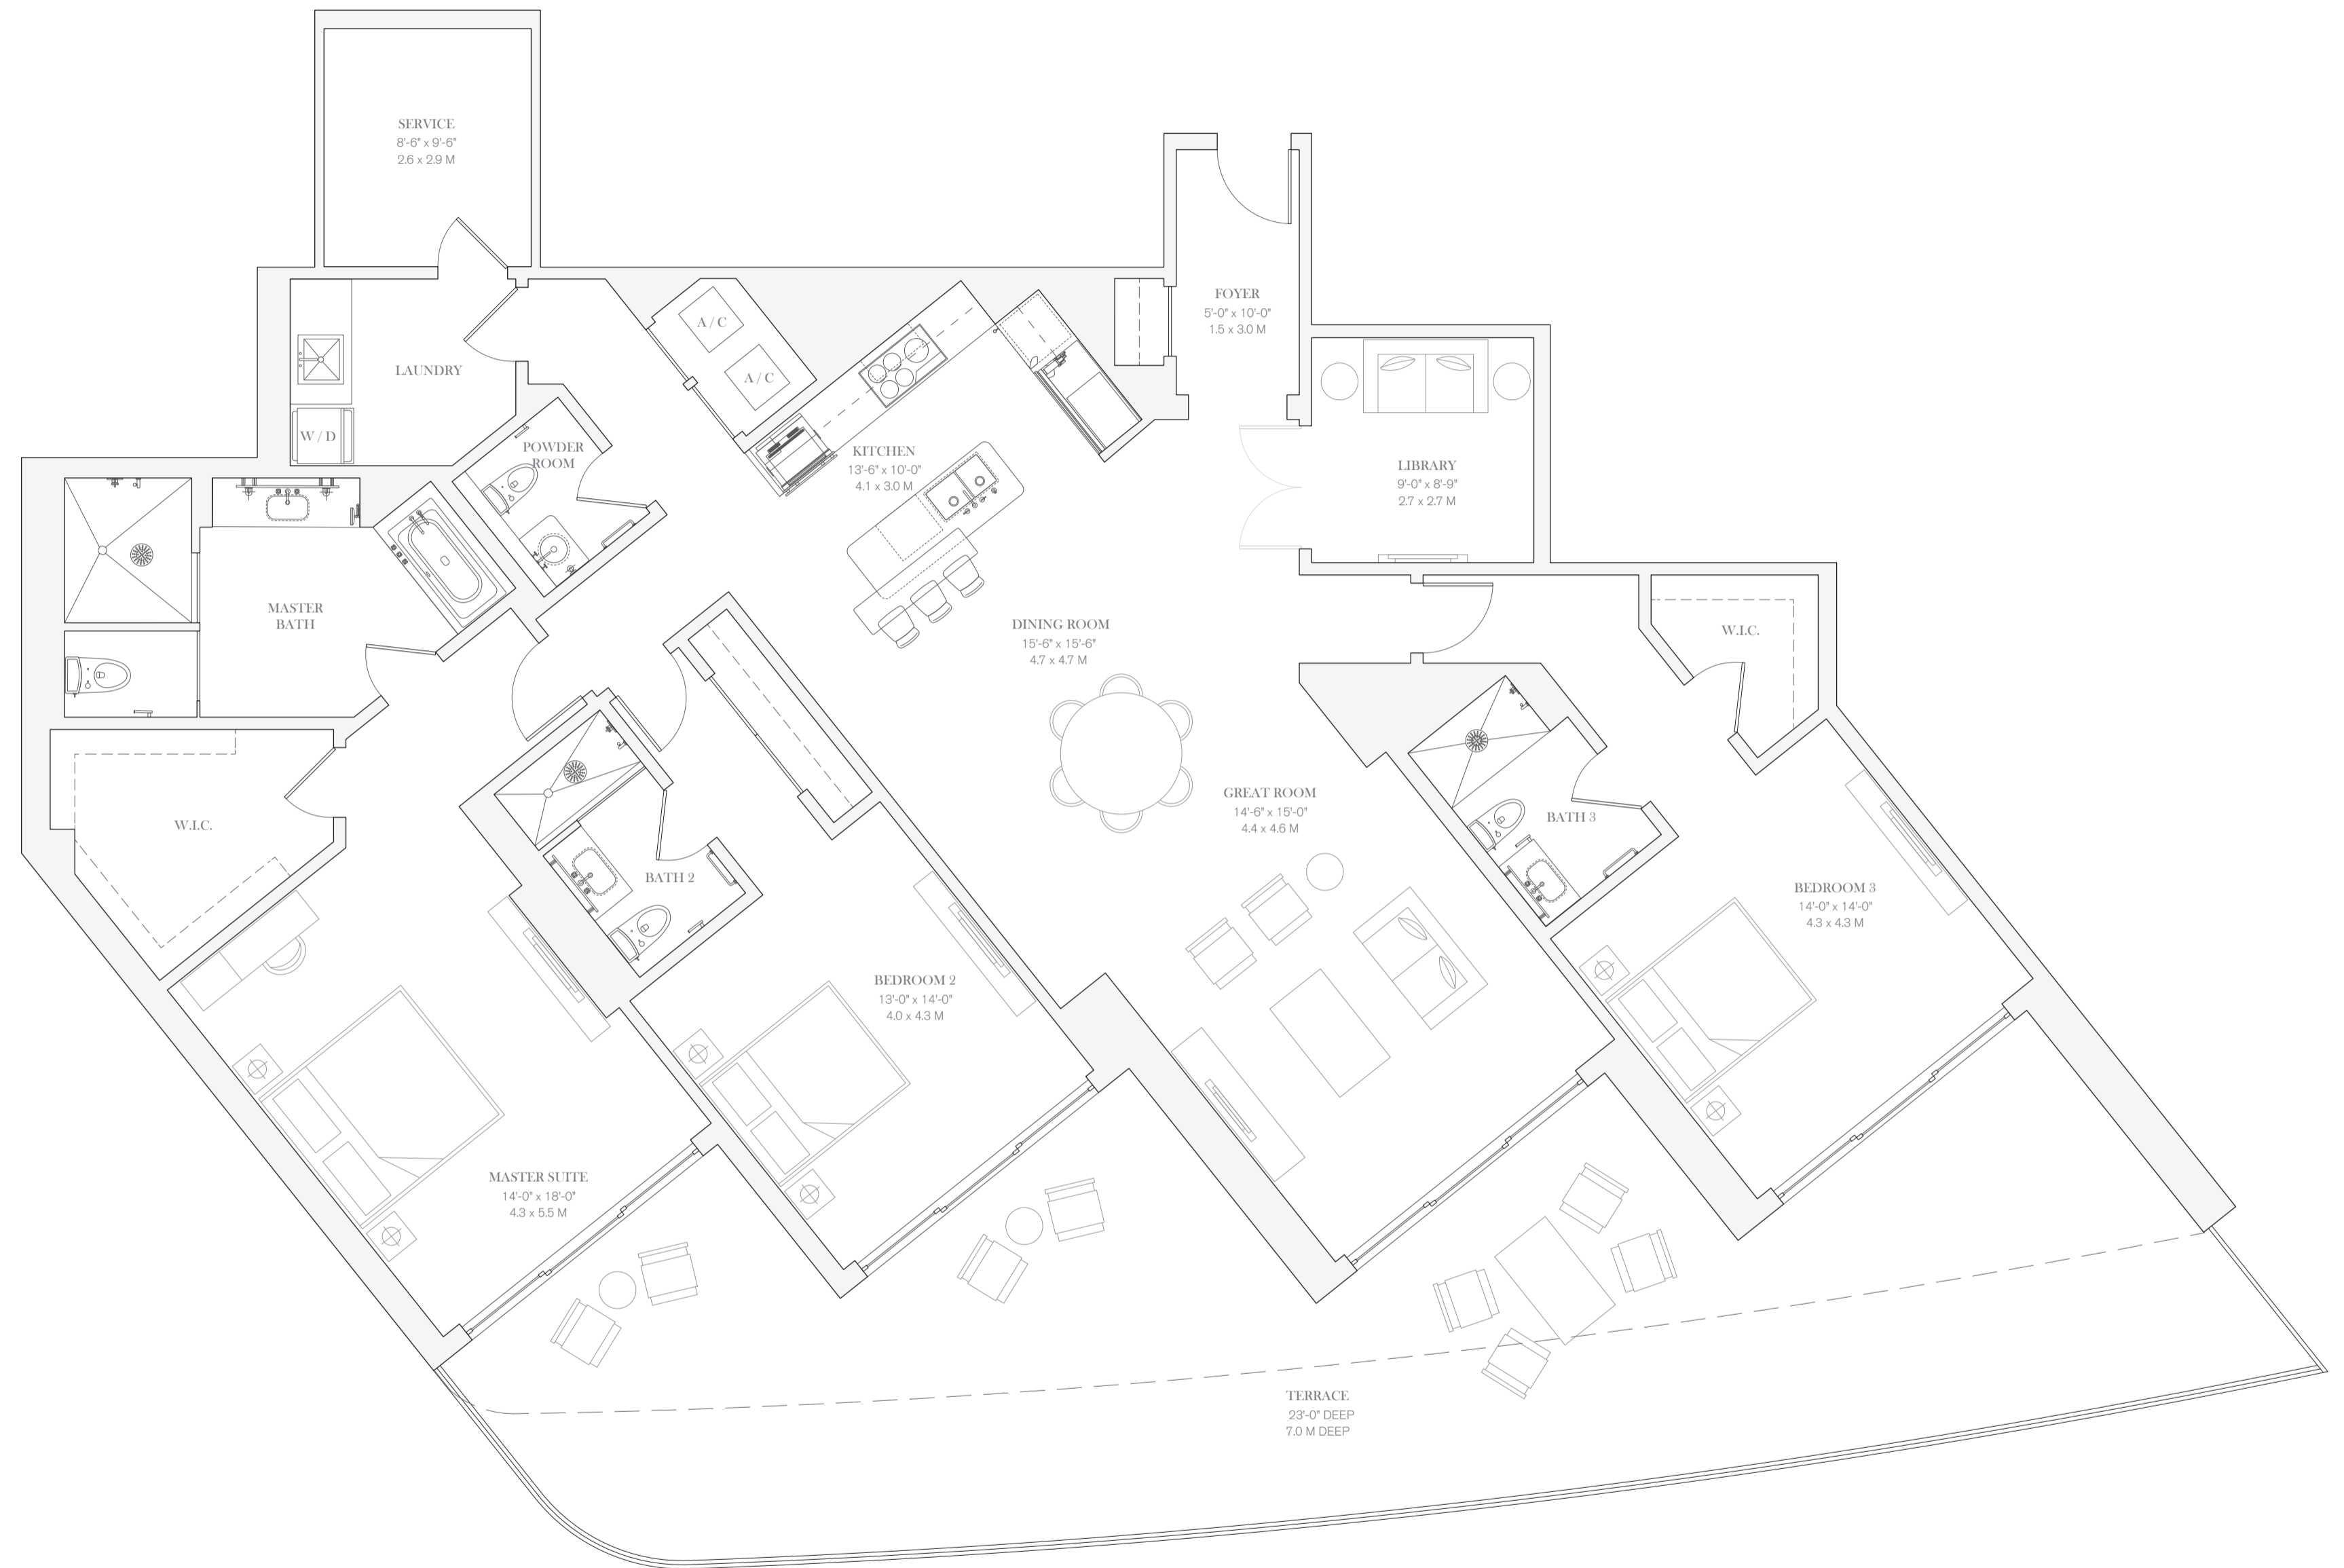 SERVICE
8'-6" x 9'-6"
2.6 x 2.9 M
FOYER
5'-0" x 10'-0"
1.5 x 3.0 M
A / C
A / C
LAUNDRY
W / D
POWDER
ROOM
KITCHEN
13'-6" x 10'-0"
4.1 x 3.0 M
LIBRARY
9'-0" x 8'-9"
2.7 x 2.7 M
MASTER
BATH
DINING ROOM
15'-6" x 15'-6"
4.7 x 4.7 M
W.I.C.
W.I.C.
GREAT ROOM
14'-6" x 15'-0"
4.4 x 4.6 M
BATH 3
BATH 2
BEDROOM 3
14'-0" x 14'-0"
4.3 x 4.3 M
BEDROOM 2
13'-0" x 14'-0"
4.0 x 4.3 M
MASTER SUITE
14'-0" x 18'-0"
4.3 x 5.5 M
TERRACE
23'-0" DEEP
7.0 M DEEP